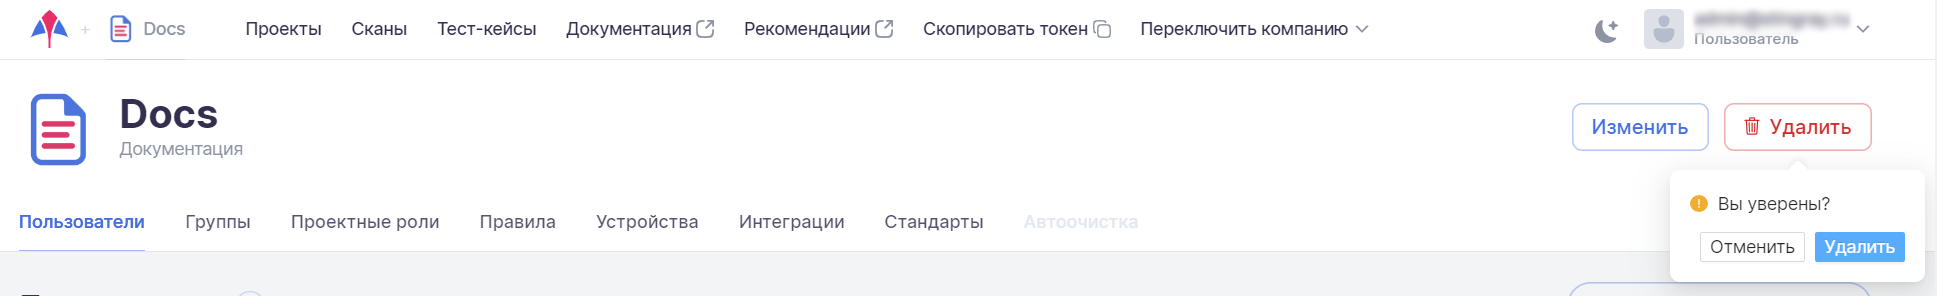 Docs Проекты Сканы Тест-кейсы Документация Рекомендации Скопировать токен Переключить компанию
Пользователь
Docs
Документация
Изменить Удалить
Вы уверены?
Отменить Удалить
Пользователи Группы Проектные роли Правила Устройства Интеграции Стандарты Автоочистка